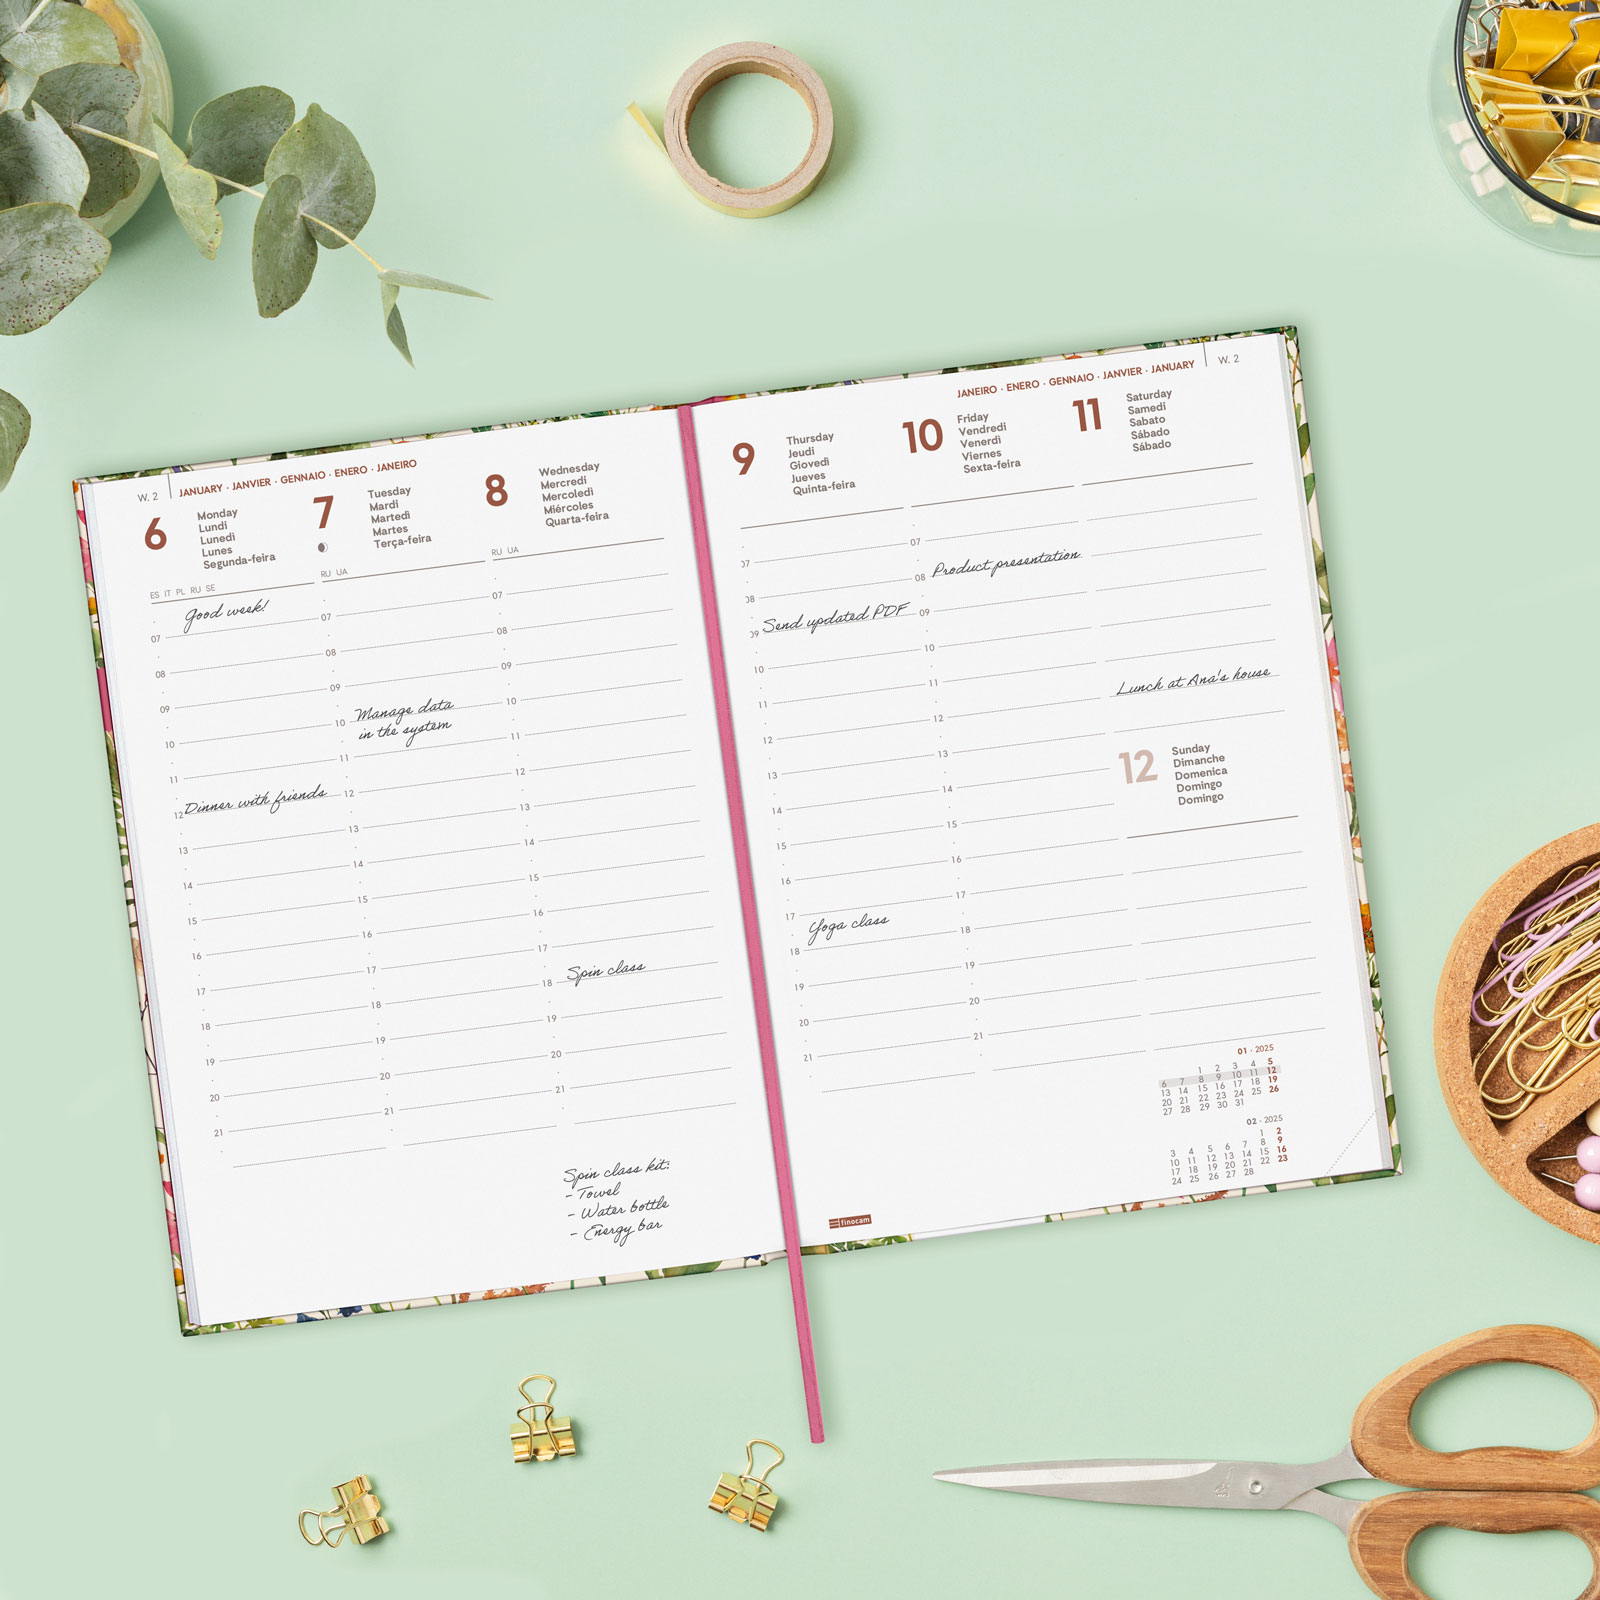 W. 2 JANUARY · JANVIER · GENNAIO · ENERO · JANEIRO
6
Monday
Lundi
Lunedì
Lunes
Segunda-feira
ES IT PL RU SE
Good week!
07
08
09
10
11
12 Dinner with friends
13
14
15
16
17
18
19
20
21
7
Tuesday
Mardi
Martedì
Martes
Terça-feira
RU UA
07
08
09
10 Manage data
in the system
11
12
13
14
15
16
17
18
19
20
21
8
Wednesday
Mercredi
Mercoledì
Miércoles
Quarta-feira
RU UA
07
08
09
10
11
12
13
14
15
16
17
18 Spin class
19
20
21
Spin class kit:
- Towel
- Water bottle
- Energy bar
JANEIRO · ENERO · GENNAIO · JANVIER · JANUARY W. 2
9
Thursday
Jeudi
Giovedì
Jueves
Quinta-feira
07
08
09 Send updated PDF
10
11
12
13
14
15
16
17
Yoga class
18
19
20
21
10
Friday
Vendredi
Venerdì
Viernes
Sexta-feira
07
08 Product presentation
09
10
11
12
13
14
15
16
17
18
19
20
21
11
Saturday
Samedi
Sabato
Sábado
Sábado
Lunch at Ana's house
12
Sunday
Dimanche
Domenica
Domingo
Domingo
01 · 2025
1 2 3 4 5
6 7 8 9 10 11 12
13 14 15 16 17 18 19
20 21 22 23 24 25 26
27 28 29 30 31
02 · 2025
1 2
3 4 5 6 7 8 9
10 11 12 13 14 15 16
17 18 19 20 21 22 23
24 25 26 27 28
finocam